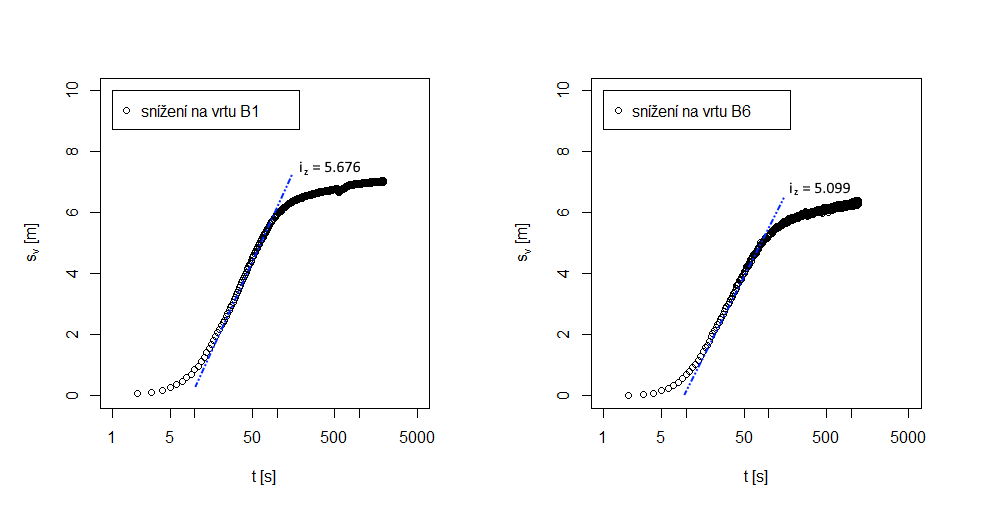 snížení na vrtu B1
i_z = 5.676
10
8
6
4
2
0
s_v [m]
1
5
50
500
5000
t [s]
snížení na vrtu B6
i_z = 5.099
10
8
6
4
2
0
s_v [m]
1
5
50
500
5000
t [s]